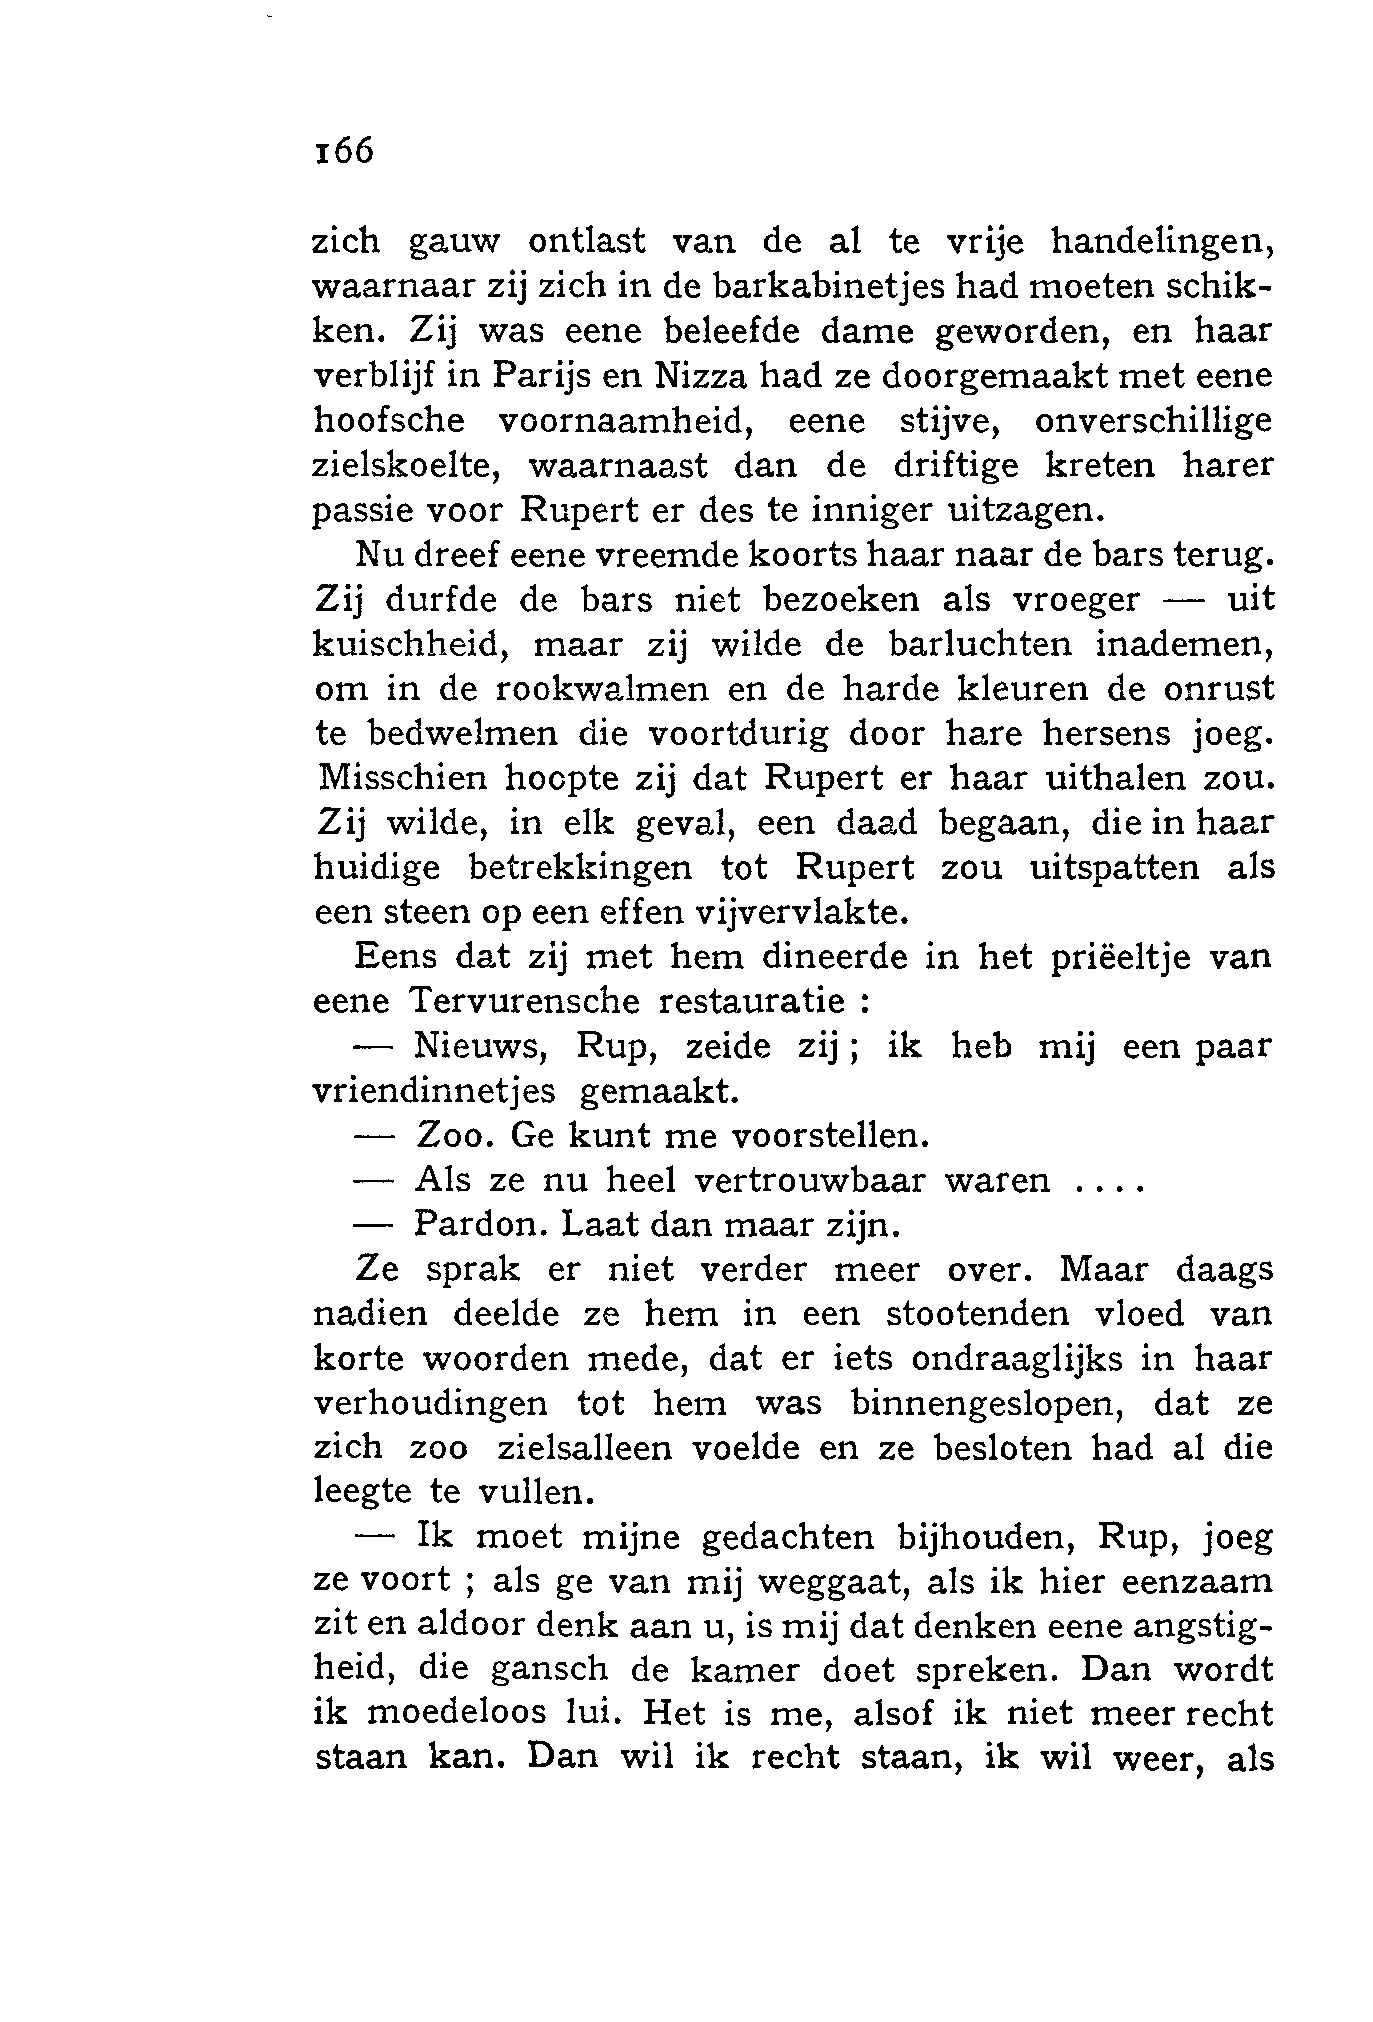 166
zich gauw ontlast van de al te vrije handelingen,
waarnaar zij zich in de barkabinetjes had moeten schik-
ken. Zij was eene beleefde dame geworden, en haar
verblijf in Parijs en Nizza had ze doorgemaakt met eene
hoofsche voornaamheid, eene stijve, onverschillige
zielskoelte, waarnaast dan de driftige kreten harer
passie voor Rupert er des te inniger uitzagen.
Nu dreef eene vreemde koorts haar naar de bars terug.
Zij durfde de bars niet bezoeken als vroeger — uit
kuischheid, maar zij wilde de barluchten inademen,
om in de rookwalmen en de harde kleuren de onrust
te bedwelmen die voortdurig door hare hersens joeg.
Misschien hoopte zij dat Rupert er haar uithalen zou.
Zij wilde, in elk geval, een daad begaan, die in haar
huidige betrekkingen tot Rupert zou uitspatten als
een steen op een effen vijvervlakte.
Eens dat zij met hem dineerde in het priëeltje van
eene Tervurensche restauratie :
— Nieuws, Rup, zeide zij ; ik heb mij een paar
vriendinnetjes gemaakt.
— Zoo. Ge kunt me voorstellen.
— Als ze nu heel vertrouwbaar waren ....
— Pardon. Laat dan maar zijn.
Ze sprak er niet verder meer over. Maar daags
nadien deelde ze hem in een stootenden vloed van
korte woorden mede, dat er iets ondraaglijks in haar
verhoudingen tot hem was binnengeslopen, dat ze
zich zoo zielsalleen voelde en ze besloten had al die
leegte te vullen.
— Ik moet mijne gedachten bijhouden, Rup, joeg
ze voort ; als ge van mij weggaat, als ik hier eenzaam
zit en aldoor denk aan u, is mij dat denken eene angstig-
heid, die gansch de kamer doet spreken. Dan wordt
ik moedeloos lui. Het is me, alsof ik niet meer recht
staan kan. Dan wil ik recht staan, ik wil weer, als